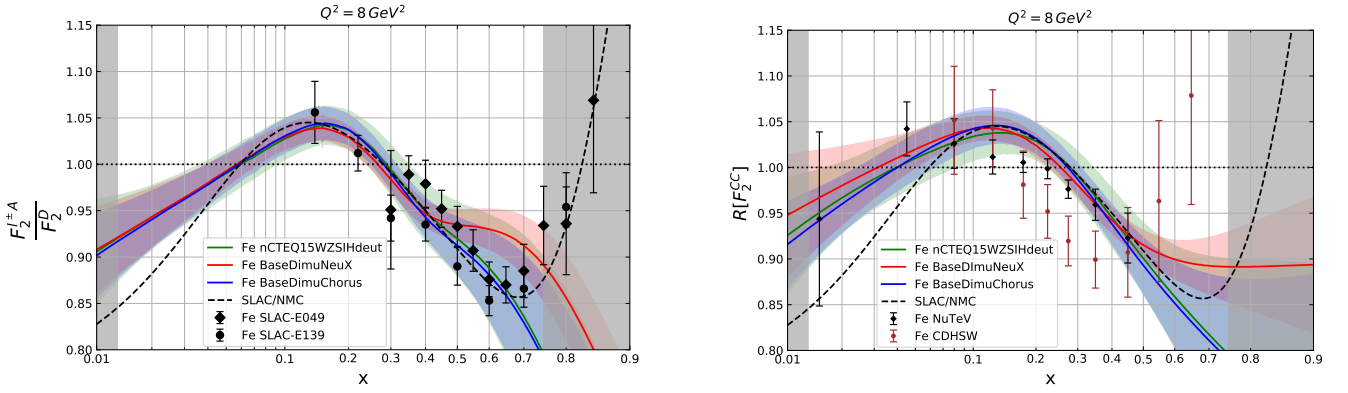 Q² = 8 GeV²
1.15
1.10
1.05
1.00
0.95
0.90
0.85
0.80
F₂^{l±A}
F₂^D
Fe nCTEQ15WZSIHdeut
Fe BaseDimuNeuX
Fe BaseDimuChorus
SLAC/NMC
Fe SLAC-E049
Fe SLAC-E139
0.01 0.1 0.2 0.3 0.4 0.5 0.6 0.7 0.8 0.9
x
Q² = 8 GeV²
1.15
1.10
1.05
1.00
0.95
0.90
0.85
0.80
R[F₂^{CC}]
Fe nCTEQ15WZSIHdeut
Fe BaseDImuNeuX
Fe BaseDimuChorus
SLAC/NMC
Fe NuTeV
Fe CDHSW
0.01 0.1 0.2 0.3 0.4 0.5 0.6 0.7 0.8 0.9
x